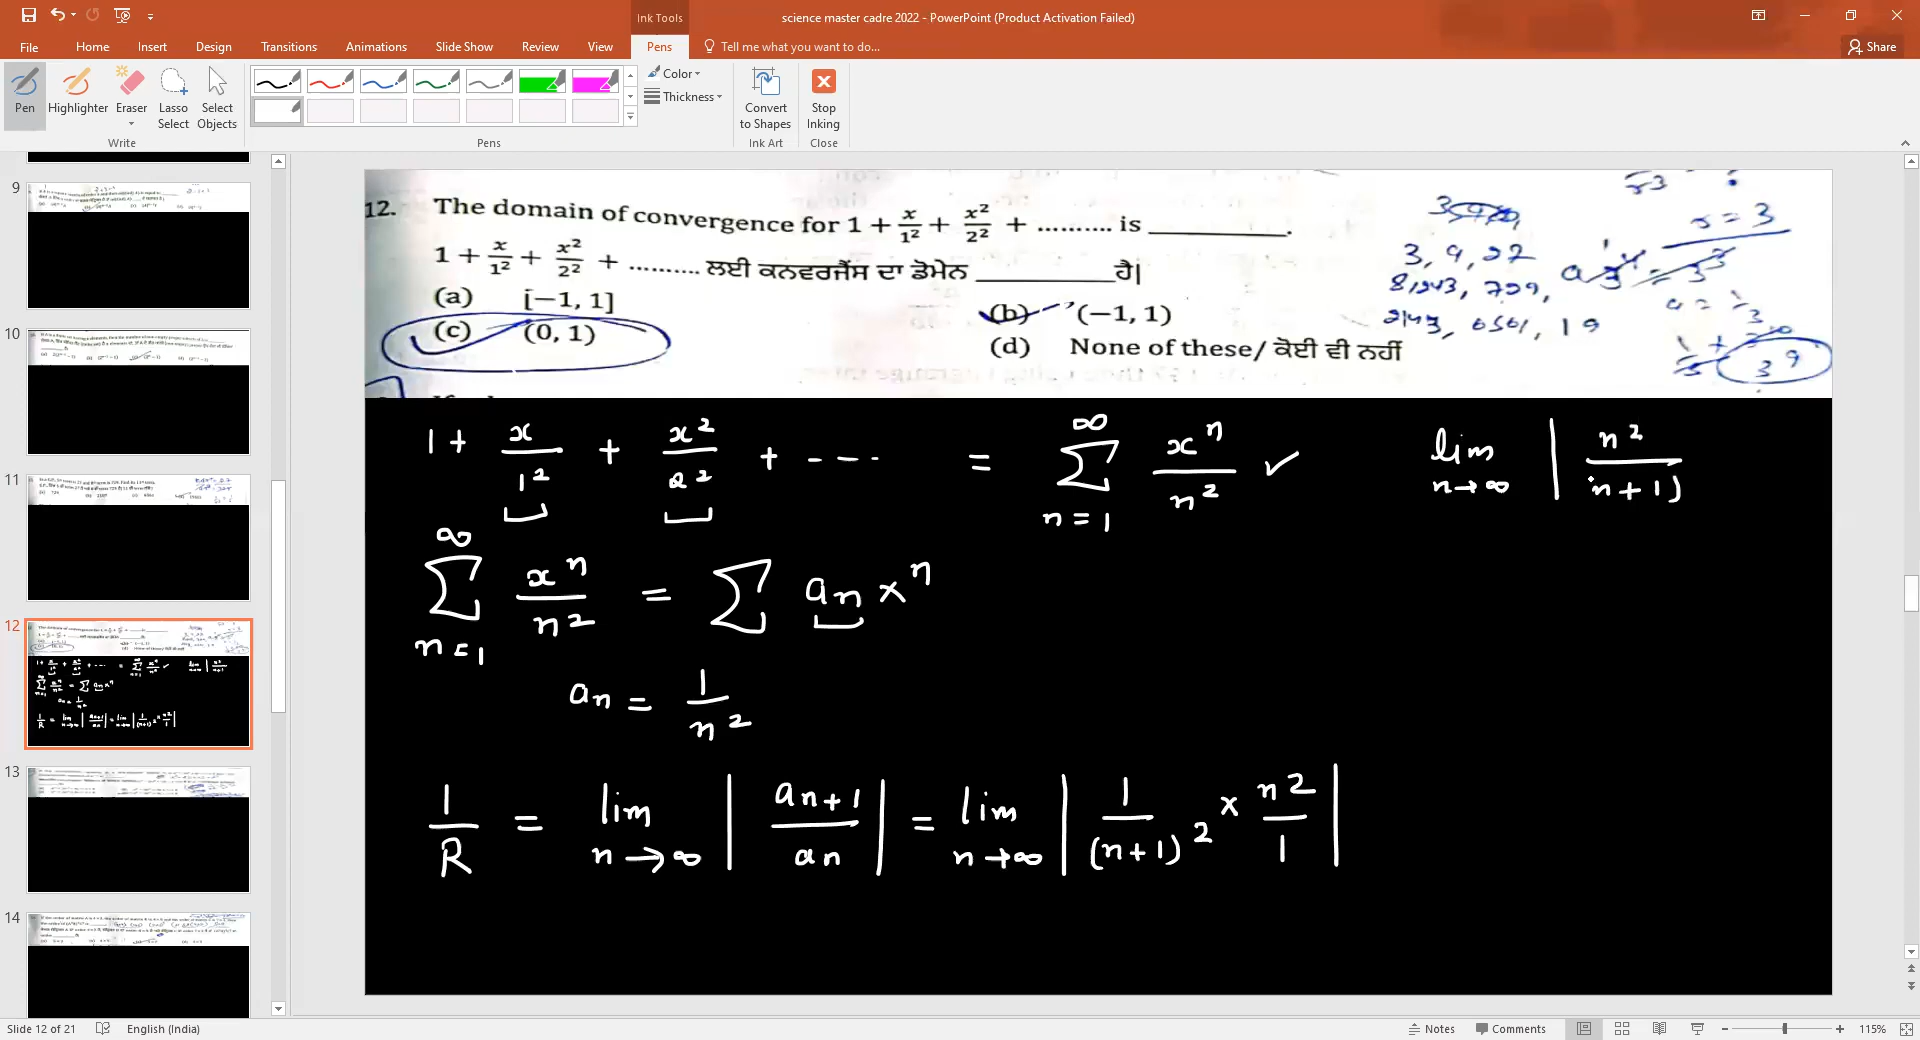 science master cadre 2022 - PowerPoint (Product Activation Failed)
Ink Tools
File Home Insert Design Transitions Animations Slide Show Review View Pens Tell me what you want to do... Share
Pen Highlighter Eraser Lasso Select Select Objects
Color
Thickness
Convert to Shapes
Stop Inking
Write Pens Ink Art Close
9
10
11
12
13
14
12. The domain of convergence for 1 + x/1² + x²/2² + .......... is ____________.
1 + x/1² + x²/2² + .......... ਲਈ ਕਨਵਰਜੈਂਸ ਦਾ ਡੋਮੇਨ ____________ ਹੈ|
(a) [−1, 1]
(b) (−1, 1)
(c) (0, 1)
(d) None of these/ ਕੋਈ ਵੀ ਨਹੀਂ
s = 3
3, 9, 27
8, 243, 729,
39
1 + x/1² + x²/2² + ---- = ∑ n=1 ∞ xⁿ/n² ✓ lim n→∞ | n²/(n+1)
∑ n=1 ∞ xⁿ/n² = ∑ an xⁿ
an = 1/n²
1/R = lim n→∞ | an+1/an | = lim n→∞ | 1/(n+1)² × n²/1 |
Slide 12 of 21 English (India) Notes Comments 115%